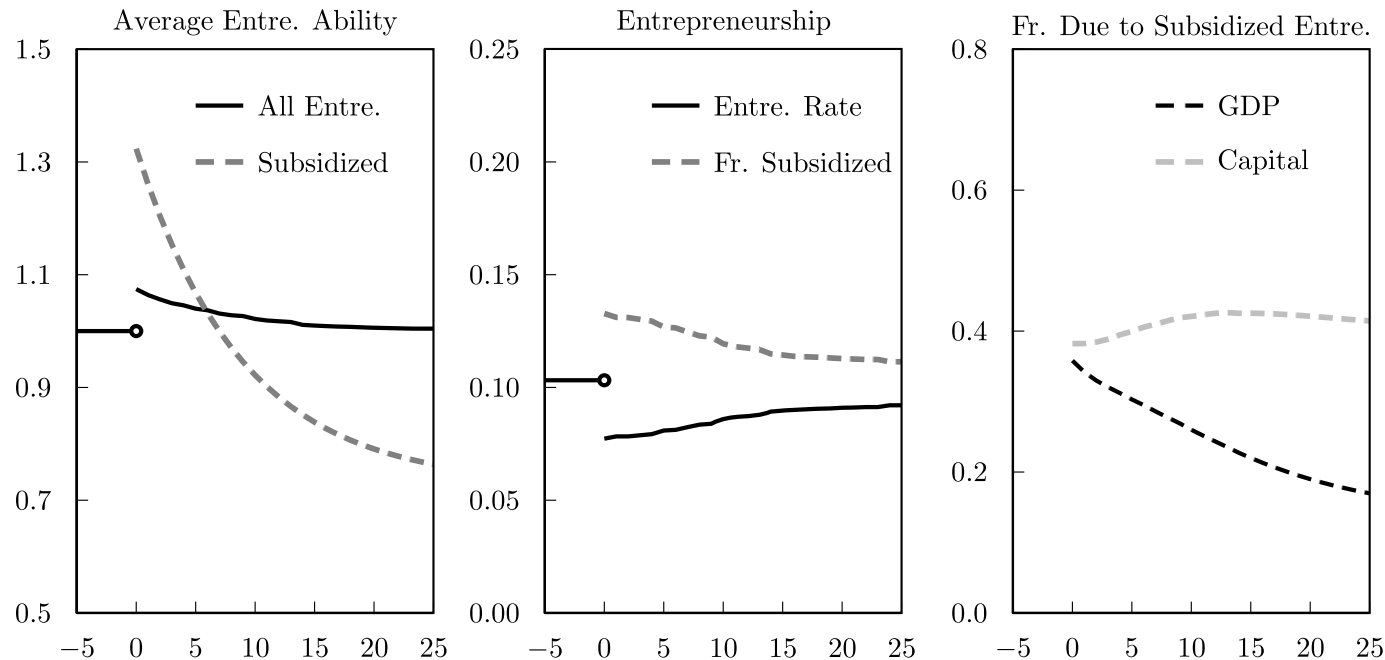 Average Entre. Ability
1.5
1.3
1.1
0.9
0.7
0.5
All Entre.
Subsidized
−5 0 5 10 15 20 25
Entrepreneurship
0.25
0.20
0.15
0.10
0.05
0.00
Entre. Rate
Fr. Subsidized
−5 0 5 10 15 20 25
Fr. Due to Subsidized Entre.
0.8
0.6
0.4
0.2
0.0
GDP
Capital
−5 0 5 10 15 20 25